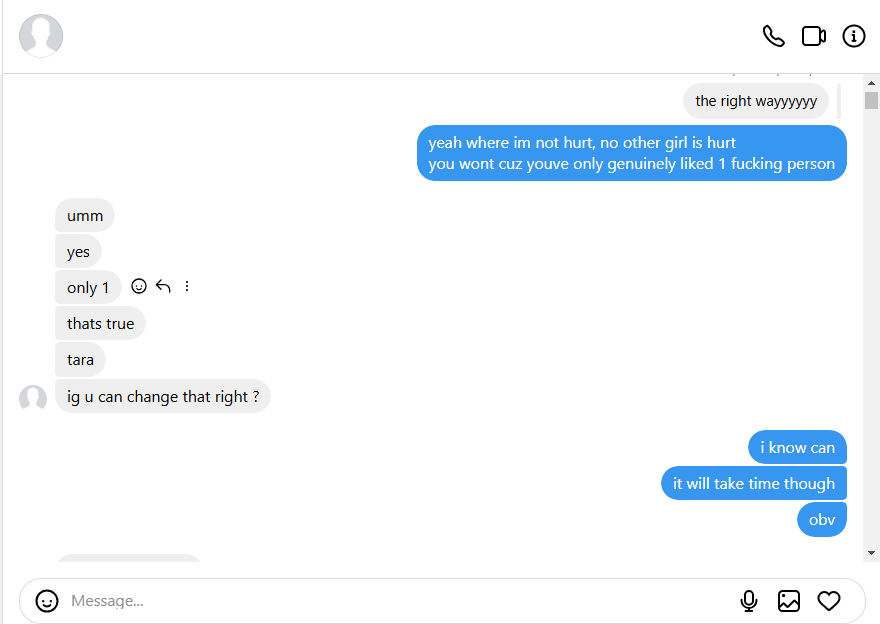 the right wayyyyyy
yeah where im not hurt, no other girl is hurt
you wont cuz youve only genuinely liked 1 fucking person
umm
yes
only 1
thats true
tara
ig u can change that right ?
i know can
it will take time though
obv
Message...